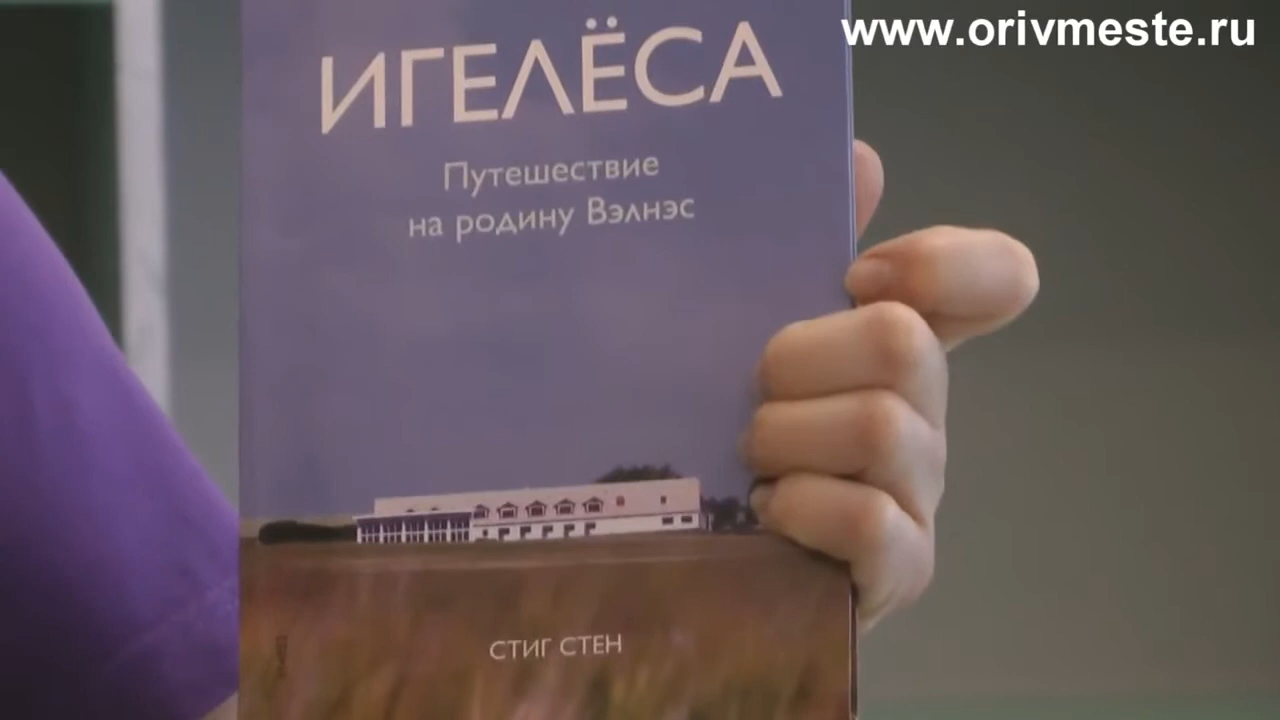 www.orivmeste.ru
ИГЕЛЁСА
Путешествие
на родину Вэлнэс
СТИГ СТЕН